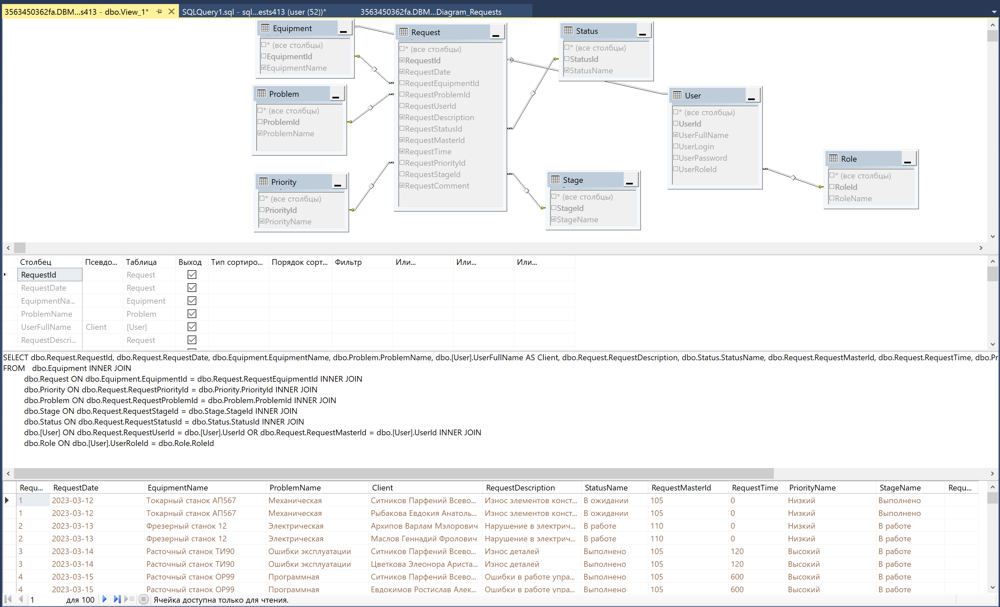 3563450362fa.DBM...s413 - dbo.View_1*
SQLQuery1.sql - sql...ests413 (user (52))*
3563450362fa.DBM...Diagram_Requests
Equipment
* (все столбцы)
EquipmentId
EquipmentName
Problem
* (все столбцы)
ProblemId
ProblemName
Priority
* (все столбцы)
PriorityId
PriorityName
Request
* (все столбцы)
RequestId
RequestDate
RequestEquipmentId
RequestProblemId
RequestUserId
RequestDescription
RequestStatusId
RequestMasterId
RequestTime
RequestPriorityId
RequestStageId
RequestComment
Status
* (все столбцы)
StatusId
StatusName
Stage
* (все столбцы)
StageId
StageName
User
* (все столбцы)
UserId
UserFullName
UserLogin
UserPassword
UserRoleId
Role
* (все столбцы)
RoleId
RoleName
Столбец Псевдо... Таблица Выход Тип сортиро... Порядок сорт... Фильтр Или... Или... Или...
RequestId Request
RequestDate Request
EquipmentNa... Equipment
ProblemName Problem
UserFullName Client [User]
RequestDescri... Request
SELECT dbo.Request.RequestId, dbo.Request.RequestDate, dbo.Equipment.EquipmentName, dbo.Problem.ProblemName, dbo.[User].UserFullName AS Client, dbo.Request.RequestDescription, dbo.Status.StatusName, dbo.Request.RequestMasterId, dbo.Request.RequestTime, dbo.Pr
FROM dbo.Equipment INNER JOIN
dbo.Request ON dbo.Equipment.EquipmentId = dbo.Request.RequestEquipmentId INNER JOIN
dbo.Priority ON dbo.Request.RequestPriorityId = dbo.Priority.PriorityId INNER JOIN
dbo.Problem ON dbo.Request.RequestProblemId = dbo.Problem.ProblemId INNER JOIN
dbo.Stage ON dbo.Request.RequestStageId = dbo.Stage.StageId INNER JOIN
dbo.Status ON dbo.Request.RequestStatusId = dbo.Status.StatusId INNER JOIN
dbo.[User] ON dbo.Request.RequestUserId = dbo.[User].UserId OR dbo.Request.RequestMasterId = dbo.[User].UserId INNER JOIN
dbo.Role ON dbo.[User].UserRoleId = dbo.Role.RoleId
Requ... RequestDate EquipmentName ProblemName Client RequestDescription StatusName RequestMasterId RequestTime PriorityName StageName Requ...
1 2023-03-12 Токарный станок АП567 Механическая Ситников Парфений Всево... Износ элементов конст... В ожидании 105 0 Низкий Выполнено
1 2023-03-12 Токарный станок АП567 Механическая Рыбакова Евдокия Анатоль... Износ элементов конст... В ожидании 105 0 Низкий Выполнено
2 2023-03-13 Фрезерный станок 12 Электрическая Архипов Варлам Мэлорович Нарушение в электрич... В работе 110 0 Низкий В работе
2 2023-03-13 Фрезерный станок 12 Электрическая Маслов Геннадий Фролович Нарушение в электрич... В работе 110 0 Низкий В работе
3 2023-03-14 Расточный станок ТИ90 Ошибки эксплуатации Ситников Парфений Всево... Износ деталей Выполнено 105 120 Высокий В работе
3 2023-03-14 Расточный станок ТИ90 Ошибки эксплуатации Цветкова Элеонора Ариста... Износ деталей Выполнено 105 120 Высокий В работе
4 2023-03-15 Расточный станок ОР99 Программная Ситников Парфений Всево... Ошибки в работе упра... Выполнено 105 600 Высокий В работе
4 2023-03-15 Расточный станок ОР99 Программная Евдокимов Ростислав Алек... Ошибки в работе упра... Выполнено 105 600 Высокий В работе
1 для 100 Ячейка доступна только для чтения.